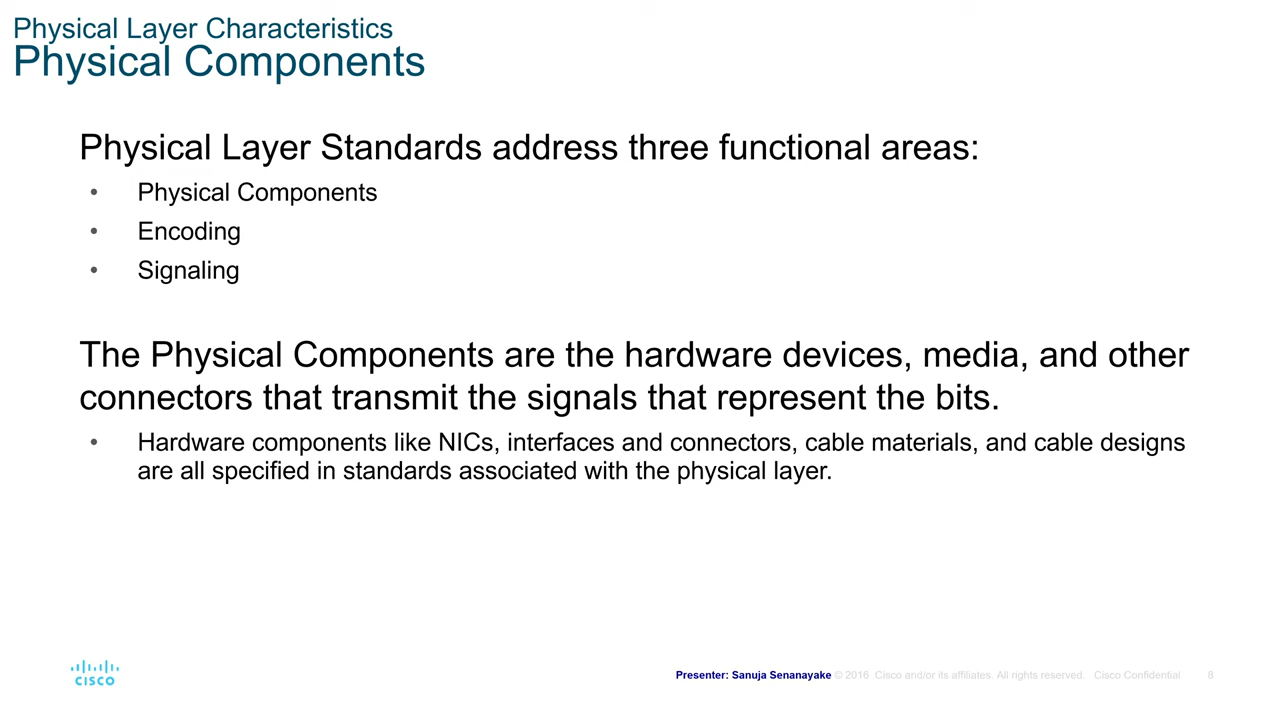 Physical Layer Characteristics
Physical Components
Physical Layer Standards address three functional areas:
• Physical Components
• Encoding
• Signaling
The Physical Components are the hardware devices, media, and other
connectors that transmit the signals that represent the bits.
• Hardware components like NICs, interfaces and connectors, cable materials, and cable designs
are all specified in standards associated with the physical layer.
CISCO
Presenter: Sanuja Senanayake © 2016 Cisco and/or its affiliates. All rights reserved. Cisco Confidential 8